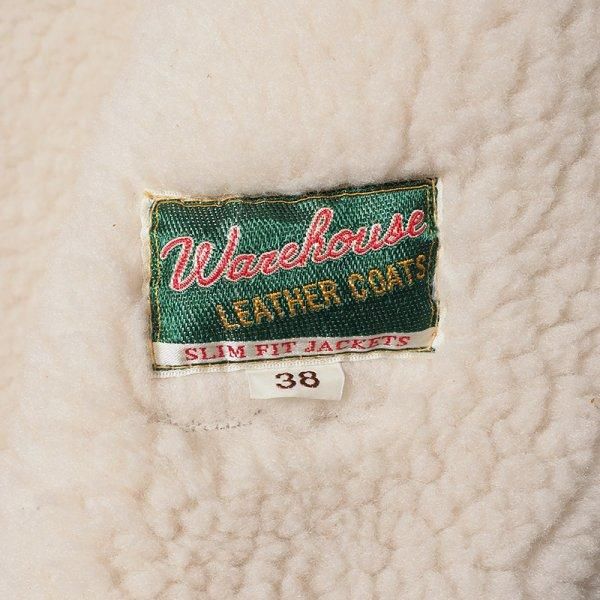 Warehouse
LEATHER COATS
SLIM FIT JACKETS
38